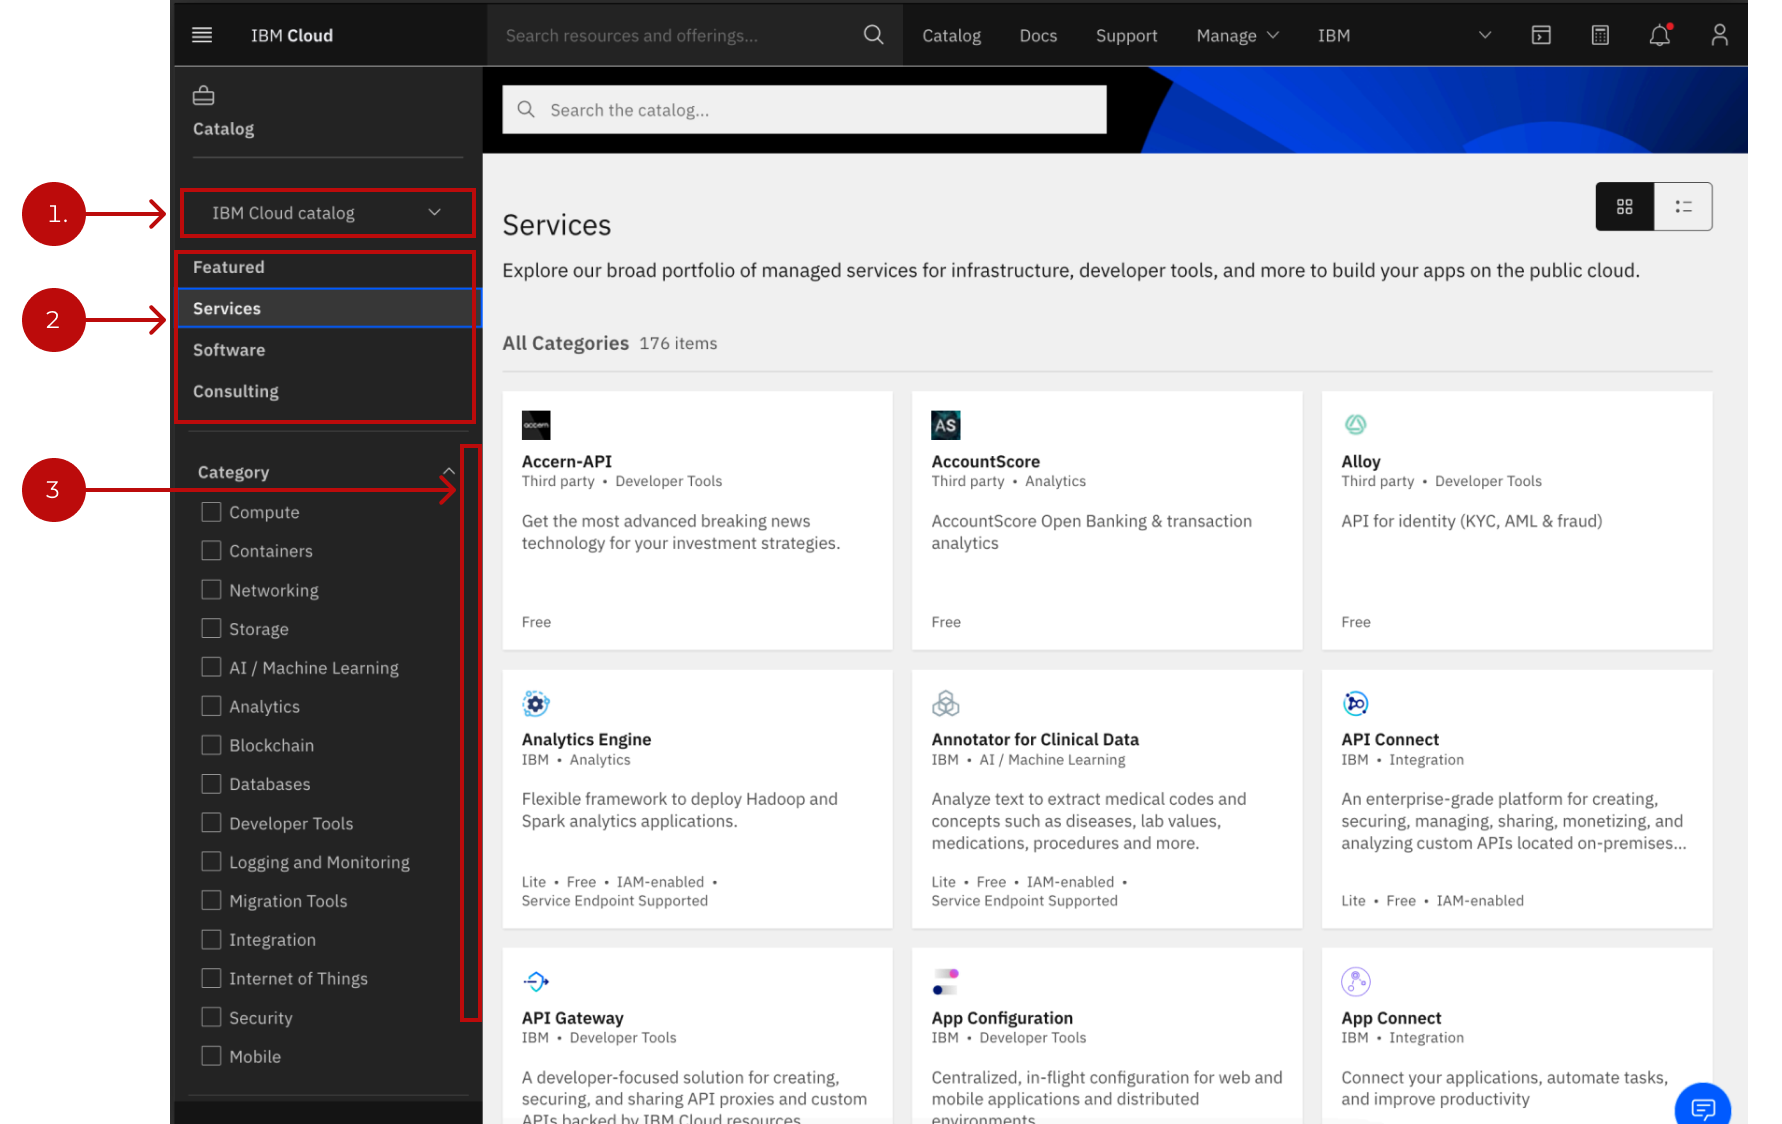 IBM Cloud
Search resources and offerings...
Catalog
Docs
Support
Manage
IBM
Catalog
Search the catalog...
1.
IBM Cloud catalog
2
Featured
Services
Software
Consulting
3
Category
Compute
Containers
Networking
Storage
AI / Machine Learning
Analytics
Blockchain
Databases
Developer Tools
Logging and Monitoring
Migration Tools
Integration
Internet of Things
Security
Mobile
Services
Explore our broad portfolio of managed services for infrastructure, developer tools, and more to build your apps on the public cloud.
All Categories 176 items
accern
Accern-API
Third party • Developer Tools
Get the most advanced breaking news
technology for your investment strategies.
Free
AS
AccountScore
Third party • Analytics
AccountScore Open Banking & transaction
analytics
Free
Alloy
Third party • Developer Tools
API for identity (KYC, AML & fraud)
Free
Analytics Engine
IBM • Analytics
Flexible framework to deploy Hadoop and
Spark analytics applications.
Lite • Free • IAM-enabled •
Service Endpoint Supported
Annotator for Clinical Data
IBM • AI / Machine Learning
Analyze text to extract medical codes and
concepts such as diseases, lab values,
medications, procedures and more.
Lite • Free • IAM-enabled •
Service Endpoint Supported
API Connect
IBM • Integration
An enterprise-grade platform for creating,
securing, managing, sharing, monetizing, and
analyzing custom APIs located on-premises...
Lite • Free • IAM-enabled
API Gateway
IBM • Developer Tools
A developer-focused solution for creating,
securing, and sharing API proxies and custom
APIs backed by IBM Cloud resources
App Configuration
IBM • Developer Tools
Centralized, in-flight configuration for web and
mobile applications and distributed
environments
App Connect
IBM • Integration
Connect your applications, automate tasks,
and improve productivity